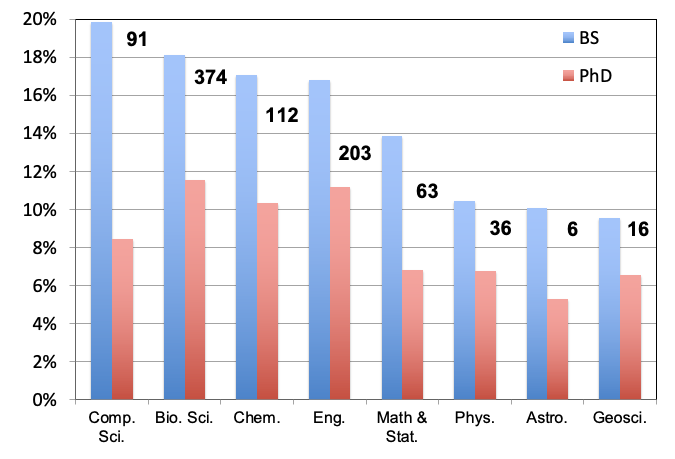 20%
18%
16%
14%
12%
10%
8%
6%
4%
2%
0%
BS
PhD
91
374
112
203
63
36
6
16
Comp. Sci.
Bio. Sci.
Chem.
Eng.
Math & Stat.
Phys.
Astro.
Geosci.